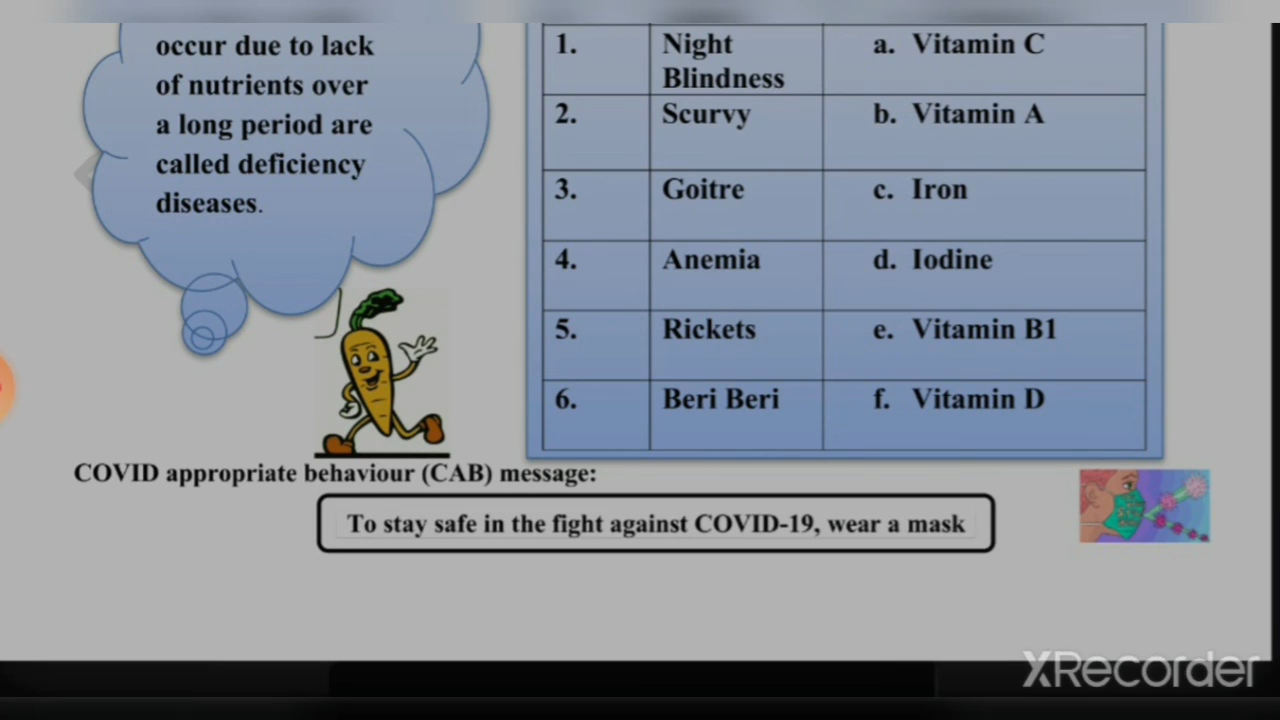 occur due to lack
of nutrients over
a long period are
called deficiency
diseases.
1. Night Blindness a. Vitamin C
2. Scurvy b. Vitamin A
3. Goitre c. Iron
4. Anemia d. Iodine
5. Rickets e. Vitamin B1
6. Beri Beri f. Vitamin D
COVID appropriate behaviour (CAB) message:
To stay safe in the fight against COVID-19, wear a mask
XRecorder